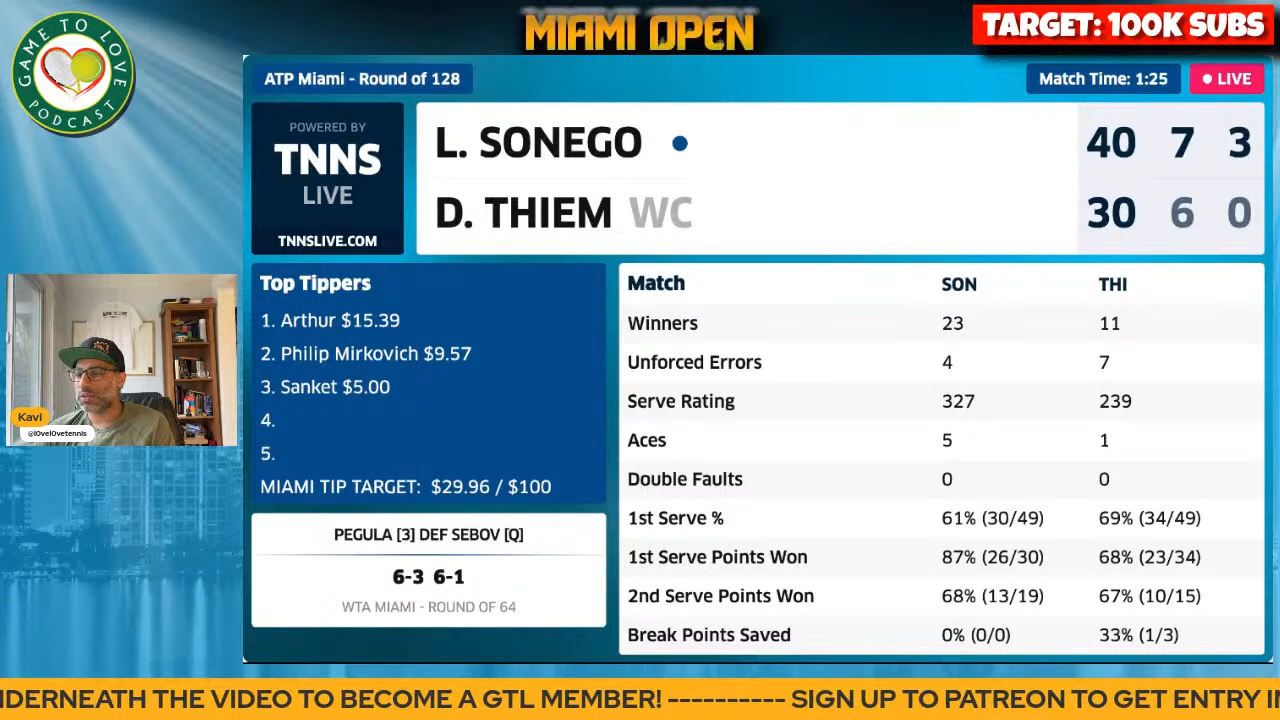 GAME TO LOVE
PODCAST
MIAMI OPEN
TARGET: 100K SUBS
ATP Miami - Round of 128
Match Time: 1:25
LIVE
POWERED BY
TNNS
LIVE
TNNSLIVE.COM
L. SONEGO 40 7 3
D. THIEM WC 30 6 0
Top Tippers
1. Arthur $15.39
2. Philip Mirkovich $9.57
3. Sanket $5.00
4.
5.
MIAMI TIP TARGET: $29.96 / $100
PEGULA [3] DEF SEBOV [Q]
6-3 6-1
WTA MIAMI - ROUND OF 64
Match SON THI
Winners 23 11
Unforced Errors 4 7
Serve Rating 327 239
Aces 5 1
Double Faults 0 0
1st Serve % 61% (30/49) 69% (34/49)
1st Serve Points Won 87% (26/30) 68% (23/34)
2nd Serve Points Won 68% (13/19) 67% (10/15)
Break Points Saved 0% (0/0) 33% (1/3)
Kavi
@l0vel0vetennis
NDERNEATH THE VIDEO TO BECOME A GTL MEMBER! ---------- SIGN UP TO PATREON TO GET ENTRY I